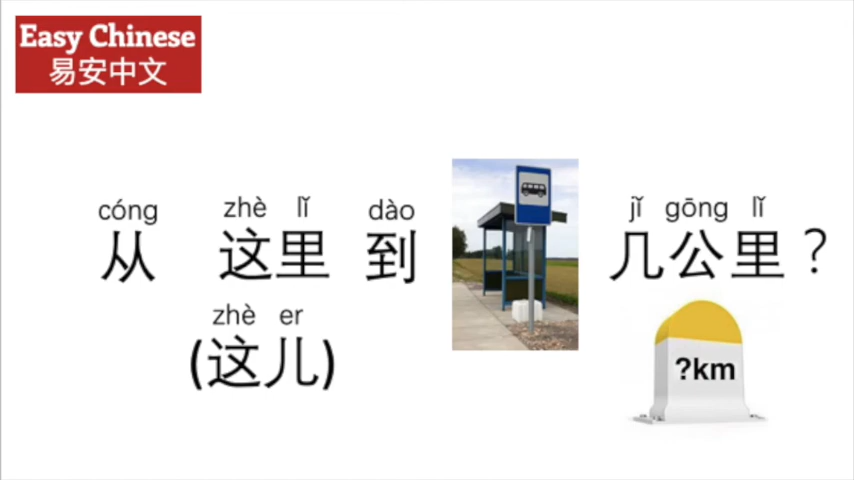 Easy Chinese
易安中文
cóng zhè lǐ dào jǐ gōng lǐ
从 这里 到 几公里？
zhè er
(这儿)
?km